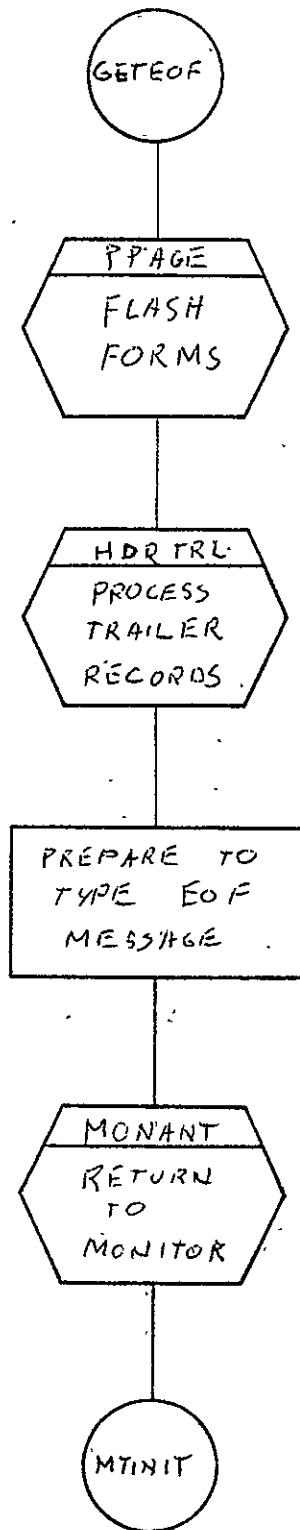 GETEOF
PPAGE
FLASH
FORMS
HDRTRL
PROCESS
TRAILER
RECORDS
PREPARE TO
TYPE EOF
MESSAGE
MONANT
RETURN
TO
MONITOR
MTINIT